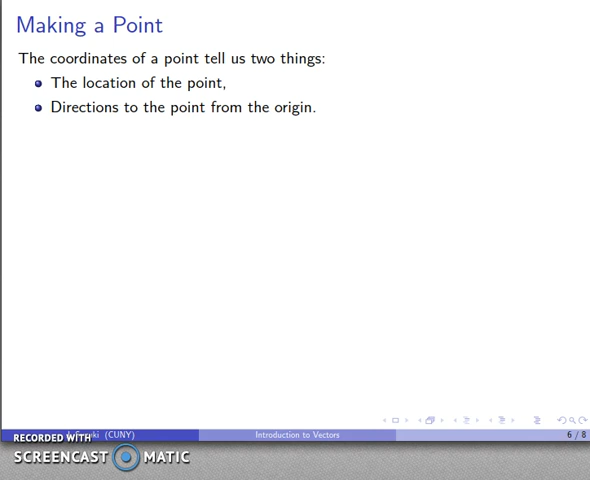 Making a Point
The coordinates of a point tell us two things:
The location of the point,
Directions to the point from the origin.
(CUNY) Introduction to Vectors 6 / 8
RECORDED WITH
SCREENCAST MATIC